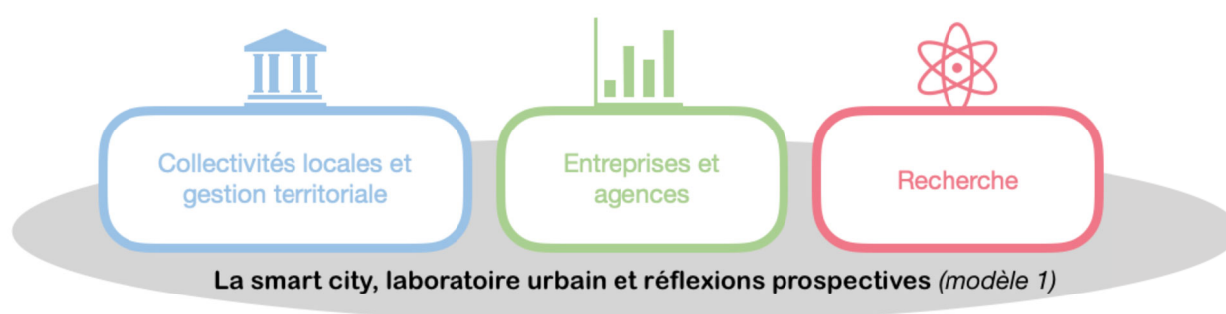 Collectivités locales et
gestion territoriale
Entreprises et
agences
Recherche
La smart city, laboratoire urbain et réflexions prospectives (modèle 1)